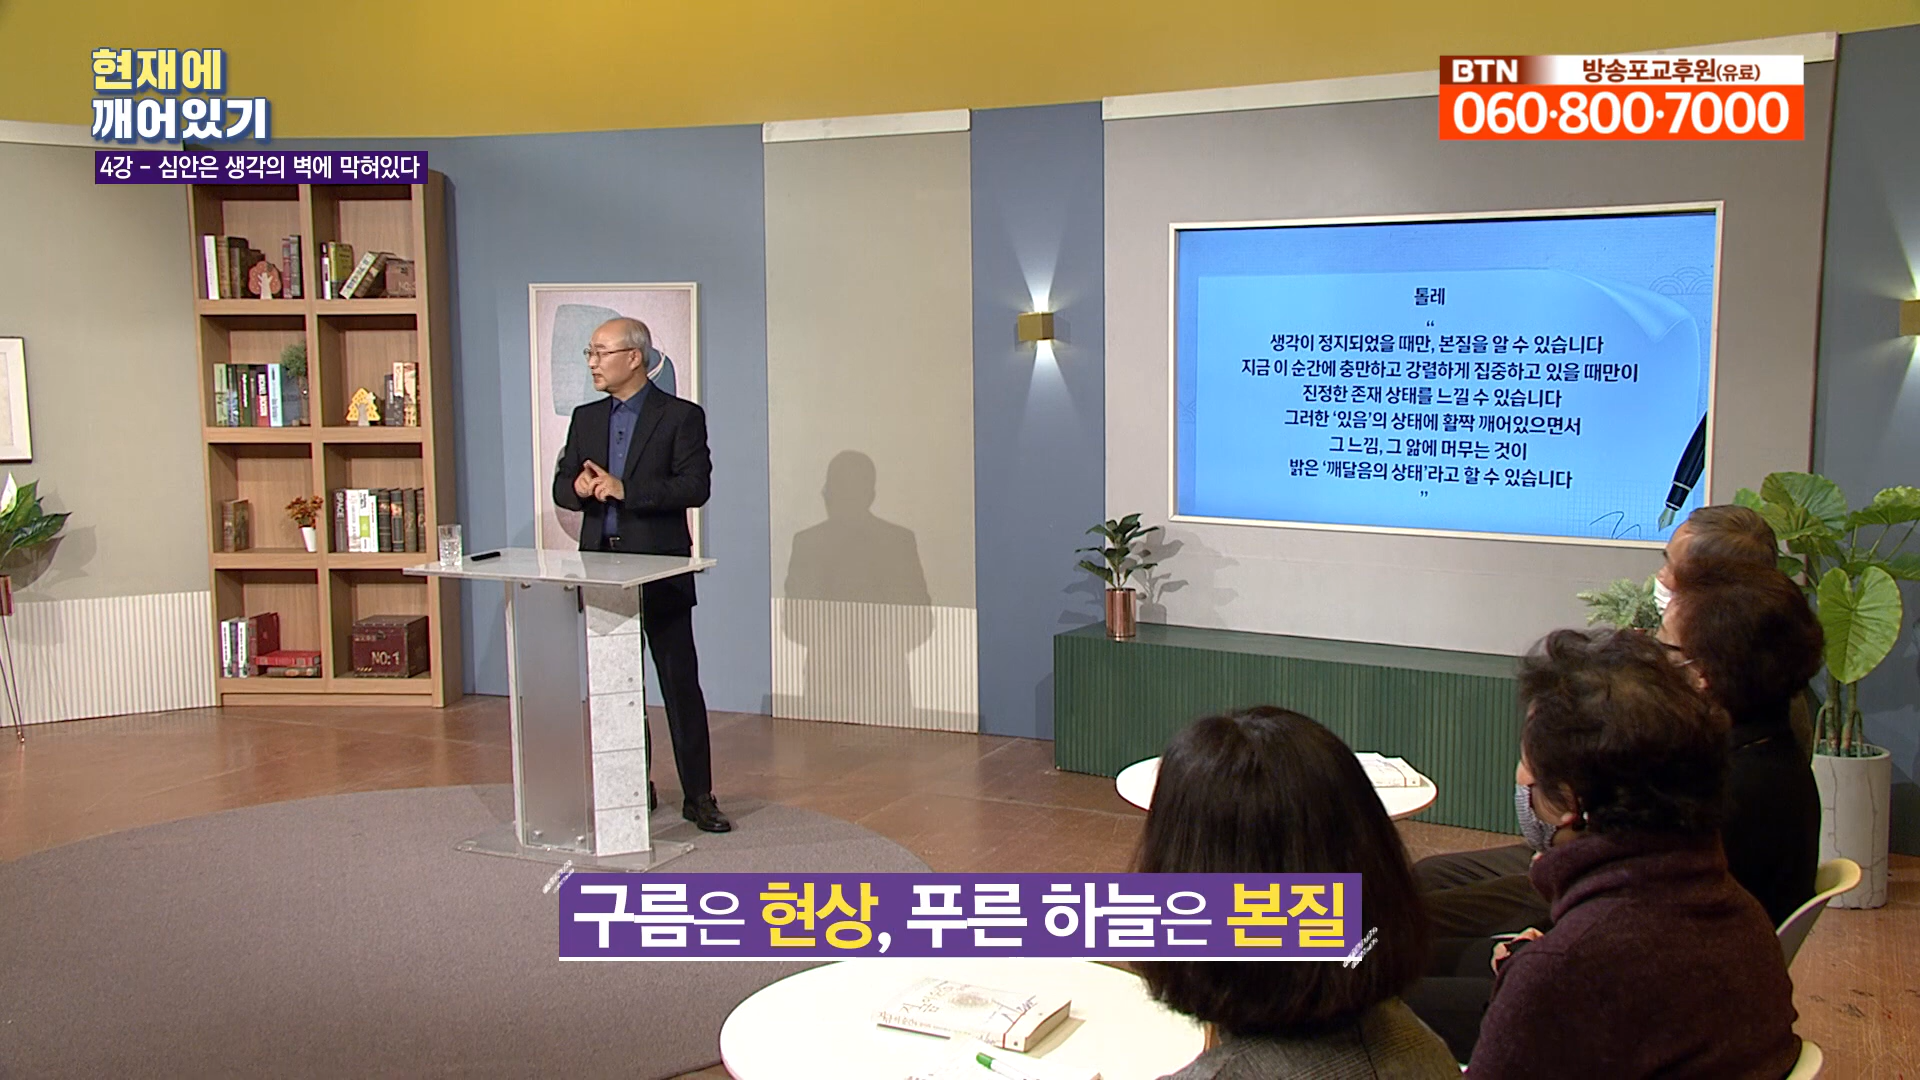 현재에
깨어있기
4강 - 심안은 생각의 벽에 막혀있다
BTN 방송포교후원(유료)
060·800·7000
톨레
“
생각이 정지되었을 때만, 본질을 알 수 있습니다
지금 이 순간에 충만하고 강렬하게 집중하고 있을 때만이
진정한 존재 상태를 느낄 수 있습니다
그러한 ‘있음’의 상태에 활짝 깨어있으면서
그 느낌, 그 앎에 머무는 것이
밝은 ‘깨달음의 상태’라고 할 수 있습니다
”
SPACE
NO:1
구름은 현상, 푸른 하늘은 본질